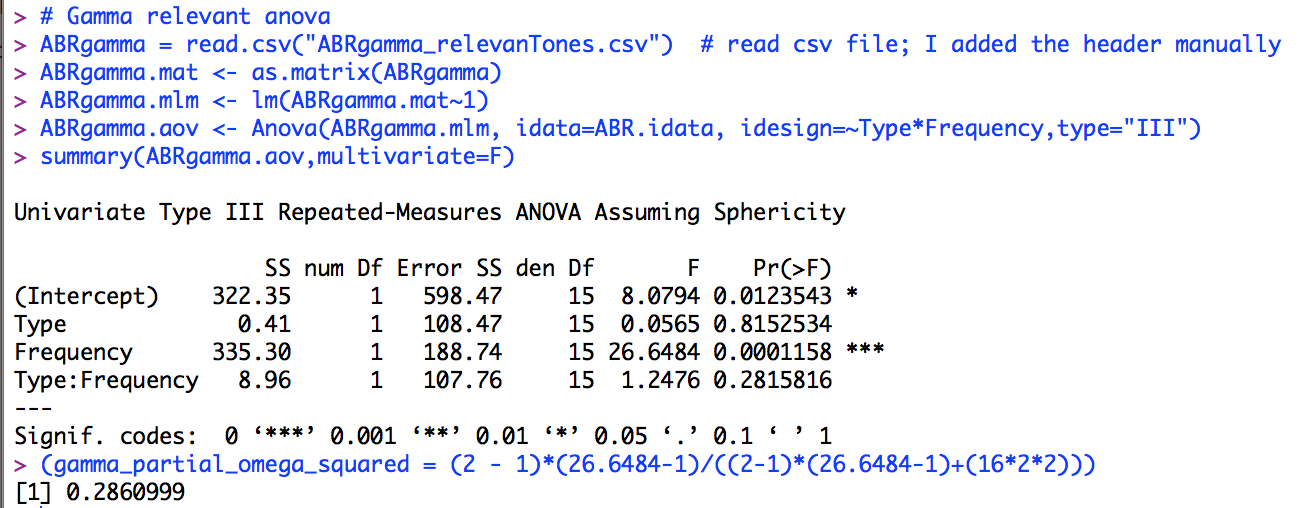 > # Gamma relevant anova
> ABRgamma = read.csv("ABRgamma_relevanTones.csv")  # read csv file; I added the header manually
> ABRgamma.mat <- as.matrix(ABRgamma)
> ABRgamma.mlm <- lm(ABRgamma.mat~1)
> ABRgamma.aov <- Anova(ABRgamma.mlm, idata=ABR.idata, idesign=~Type*Frequency,type="III")
> summary(ABRgamma.aov,multivariate=F)
Univariate Type III Repeated-Measures ANOVA Assuming Sphericity
                   SS num Df Error SS den Df       F    Pr(>F)
(Intercept)    322.35      1   598.47     15  8.0794 0.0123543 *
Type             0.41      1   108.47     15  0.0565 0.8152534
Frequency      335.30      1   188.74     15 26.6484 0.0001158 ***
Type:Frequency   8.96      1   107.76     15  1.2476 0.2815816
---
Signif. codes:  0 ‘***’ 0.001 ‘**’ 0.01 ‘*’ 0.05 ‘.’ 0.1 ‘ ’ 1
> (gamma_partial_omega_squared = (2 - 1)*(26.6484-1)/((2-1)*(26.6484-1)+(16*2*2)))
[1] 0.2860999